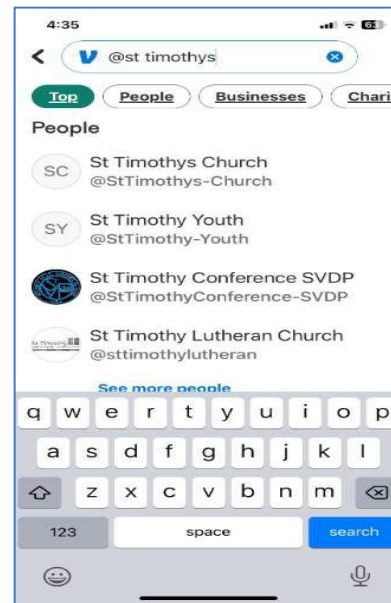 4:35
63
@st timothys
Top People Businesses Chari
People
SC
St Timothys Church
@StTimothys-Church
SY
St Timothy Youth
@StTimothy-Youth
St Timothy Conference SVDP
@StTimothyConference-SVDP
St Timothy Lutheran Church
@sttimothylutheran
See more people
q w e r t y u i o p
a s d f g h j k l
z x c v b n m
123 space search